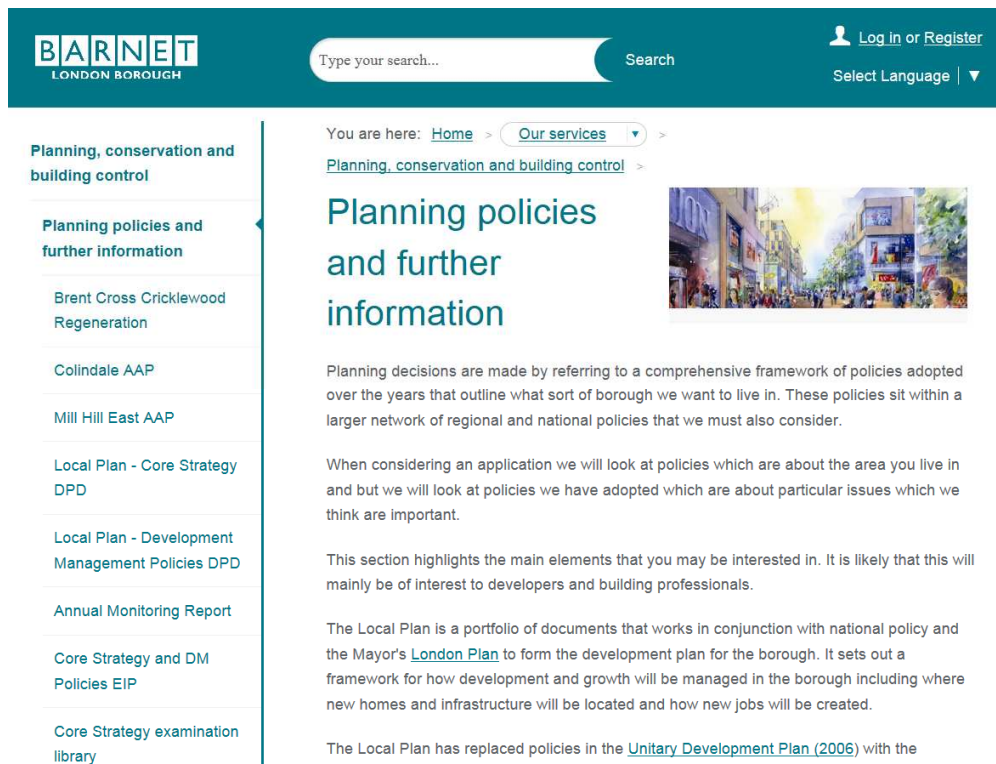 BARNET
LONDON BOROUGH
Type your search...
Search
Log in or Register
Select Language
Planning, conservation and
building control
Planning policies and
further information
Brent Cross Cricklewood
Regeneration
Colindale AAP
Mill Hill East AAP
Local Plan - Core Strategy
DPD
Local Plan - Development
Management Policies DPD
Annual Monitoring Report
Core Strategy and DM
Policies EIP
Core Strategy examination
library
You are here: Home > Our services >
Planning, conservation and building control >
Planning policies
and further
information
Planning decisions are made by referring to a comprehensive framework of policies adopted
over the years that outline what sort of borough we want to live in. These policies sit within a
larger network of regional and national policies that we must also consider.
When considering an application we will look at policies which are about the area you live in
and but we will look at policies we have adopted which are about particular issues which we
think are important.
This section highlights the main elements that you may be interested in. It is likely that this will
mainly be of interest to developers and building professionals.
The Local Plan is a portfolio of documents that works in conjunction with national policy and
the Mayor's London Plan to form the development plan for the borough. It sets out a
framework for how development and growth will be managed in the borough including where
new homes and infrastructure will be located and how new jobs will be created.
The Local Plan has replaced policies in the Unitary Development Plan (2006) with the